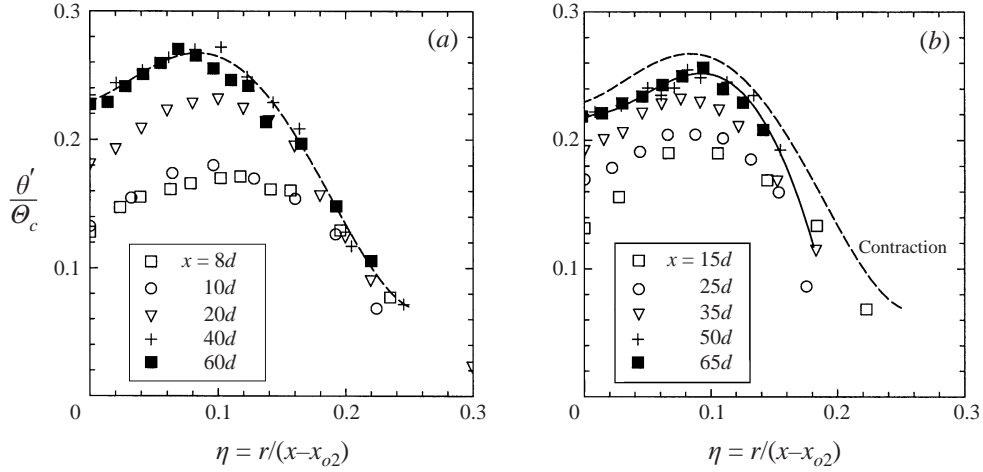 0.3
(a)
0.2
θ′/Θc
0.1
x = 8d
10d
20d
40d
60d
0
0.1
0.2
0.3
η = r/(x–xo2)
0.3
(b)
0.2
0.1
Contraction
x = 15d
25d
35d
50d
65d
0
0.1
0.2
0.3
η = r/(x–xo2)